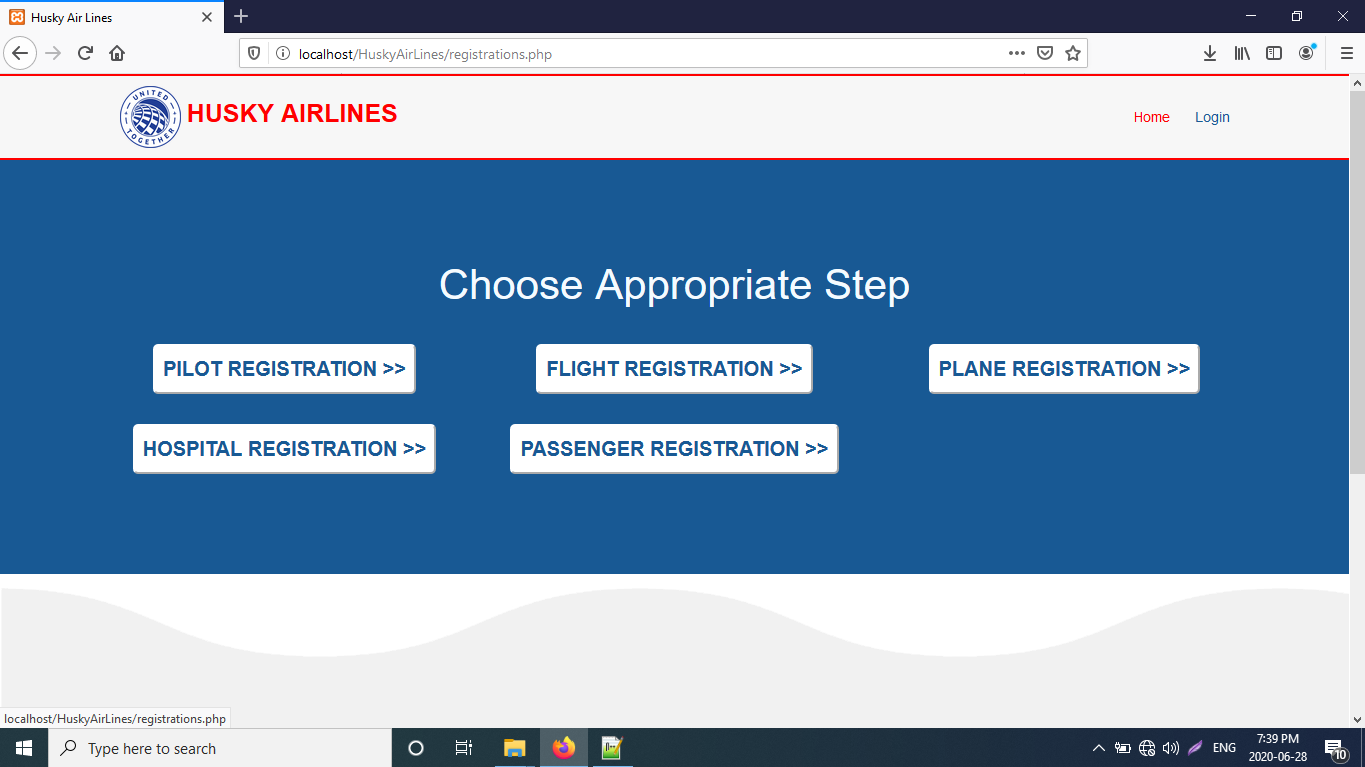 Husky Air Lines
localhost/HuskyAirLines/registrations.php
UNITED
TOGETHER
HUSKY AIRLINES
Home
Login
Choose Appropriate Step
PILOT REGISTRATION >>
FLIGHT REGISTRATION >>
PLANE REGISTRATION >>
HOSPITAL REGISTRATION >>
PASSENGER REGISTRATION >>
localhost/HuskyAirLines/registrations.php
Type here to search
ENG
7:39 PM
2020-06-28
10